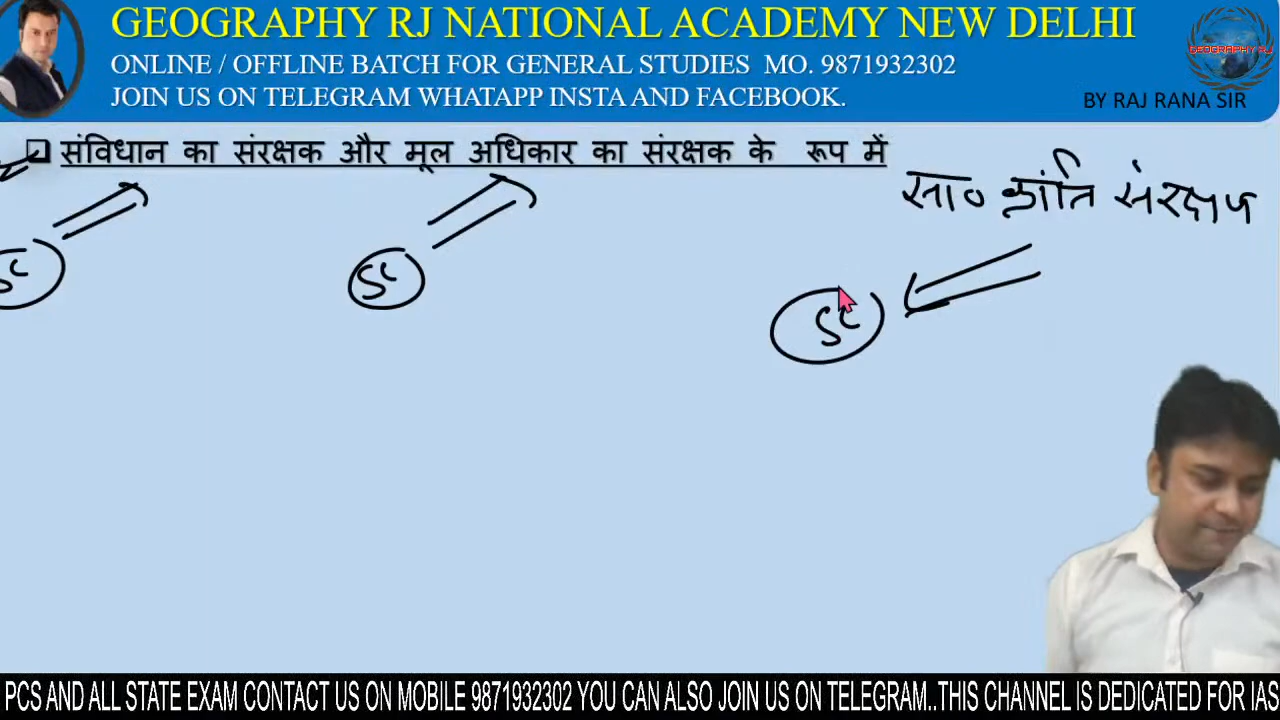 GEOGRAPHY RJ NATIONAL ACADEMY NEW DELHI
ONLINE / OFFLINE BATCH FOR GENERAL STUDIES MO. 9871932302
JOIN US ON TELEGRAM WHATAPP INSTA AND FACEBOOK.
GEOGRAPHY RJ
BY RAJ RANA SIR
संविधान का संरक्षक और मूल अधिकार का संरक्षक के रूप में
सा० क्रांति संरक्षण
SC
SC
SC
PCS AND ALL STATE EXAM CONTACT US ON MOBILE 9871932302 YOU CAN ALSO JOIN US ON TELEGRAM..THIS CHANNEL IS DEDICATED FOR IAS